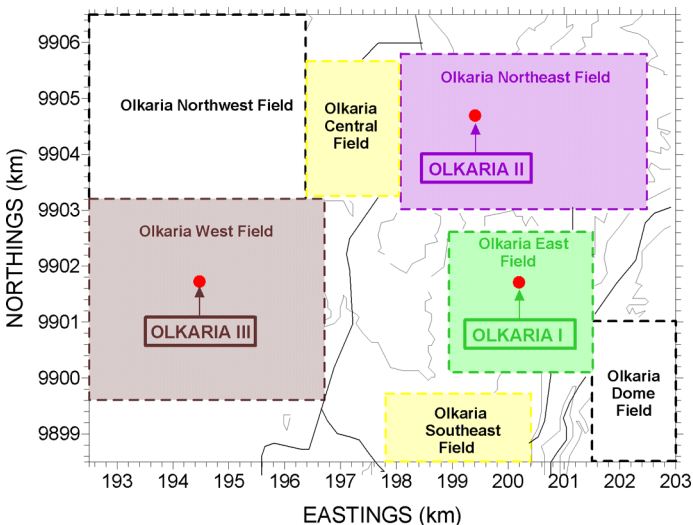 9906
9905
9904
9903
9902
9901
9900
9899
NORTHINGS (km)
Olkaria Northwest Field
Olkaria
Central
Field
Olkaria Northeast Field
OLKARIA II
Olkaria West Field
OLKARIA III
Olkaria East
Field
OLKARIA I
Olkaria
Dome
Field
Olkaria
Southeast
Field
193 194 195 196 197 198 199 200 201 202 203
EASTINGS (km)